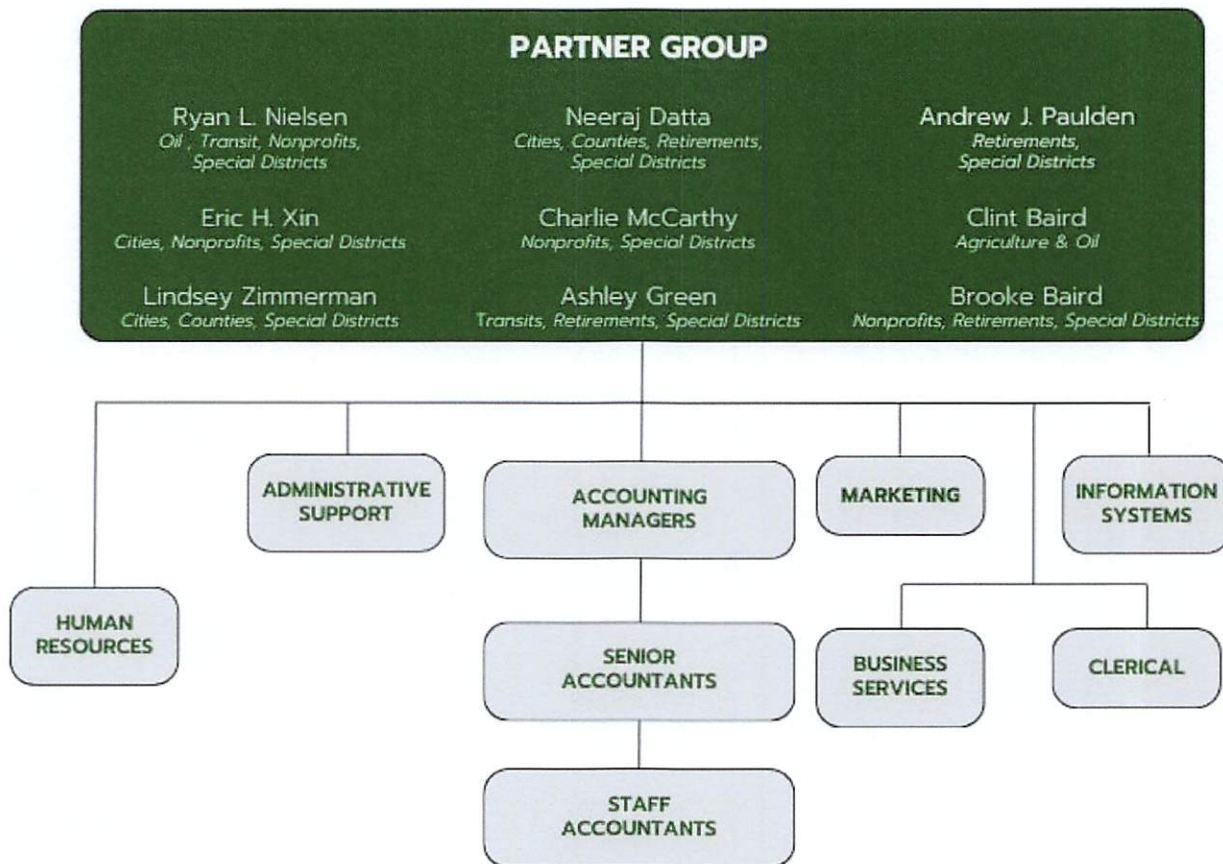 PARTNER GROUP
Ryan L. Nielsen
Oil , Transit, Nonprofits,
Special Districts
Neeraj Datta
Cities, Counties, Retirements,
Special Districts
Andrew J. Paulden
Retirements,
Special Districts
Eric H. Xin
Cities, Nonprofits, Special Districts
Charlie McCarthy
Nonprofits, Special Districts
Clint Baird
Agriculture & Oil
Lindsey Zimmerman
Cities, Counties, Special Districts
Ashley Green
Transits, Retirements, Special Districts
Brooke Baird
Nonprofits, Retirements, Special Districts
ADMINISTRATIVE
SUPPORT
ACCOUNTING
MANAGERS
MARKETING
INFORMATION
SYSTEMS
HUMAN
RESOURCES
SENIOR
ACCOUNTANTS
BUSINESS
SERVICES
CLERICAL
STAFF
ACCOUNTANTS